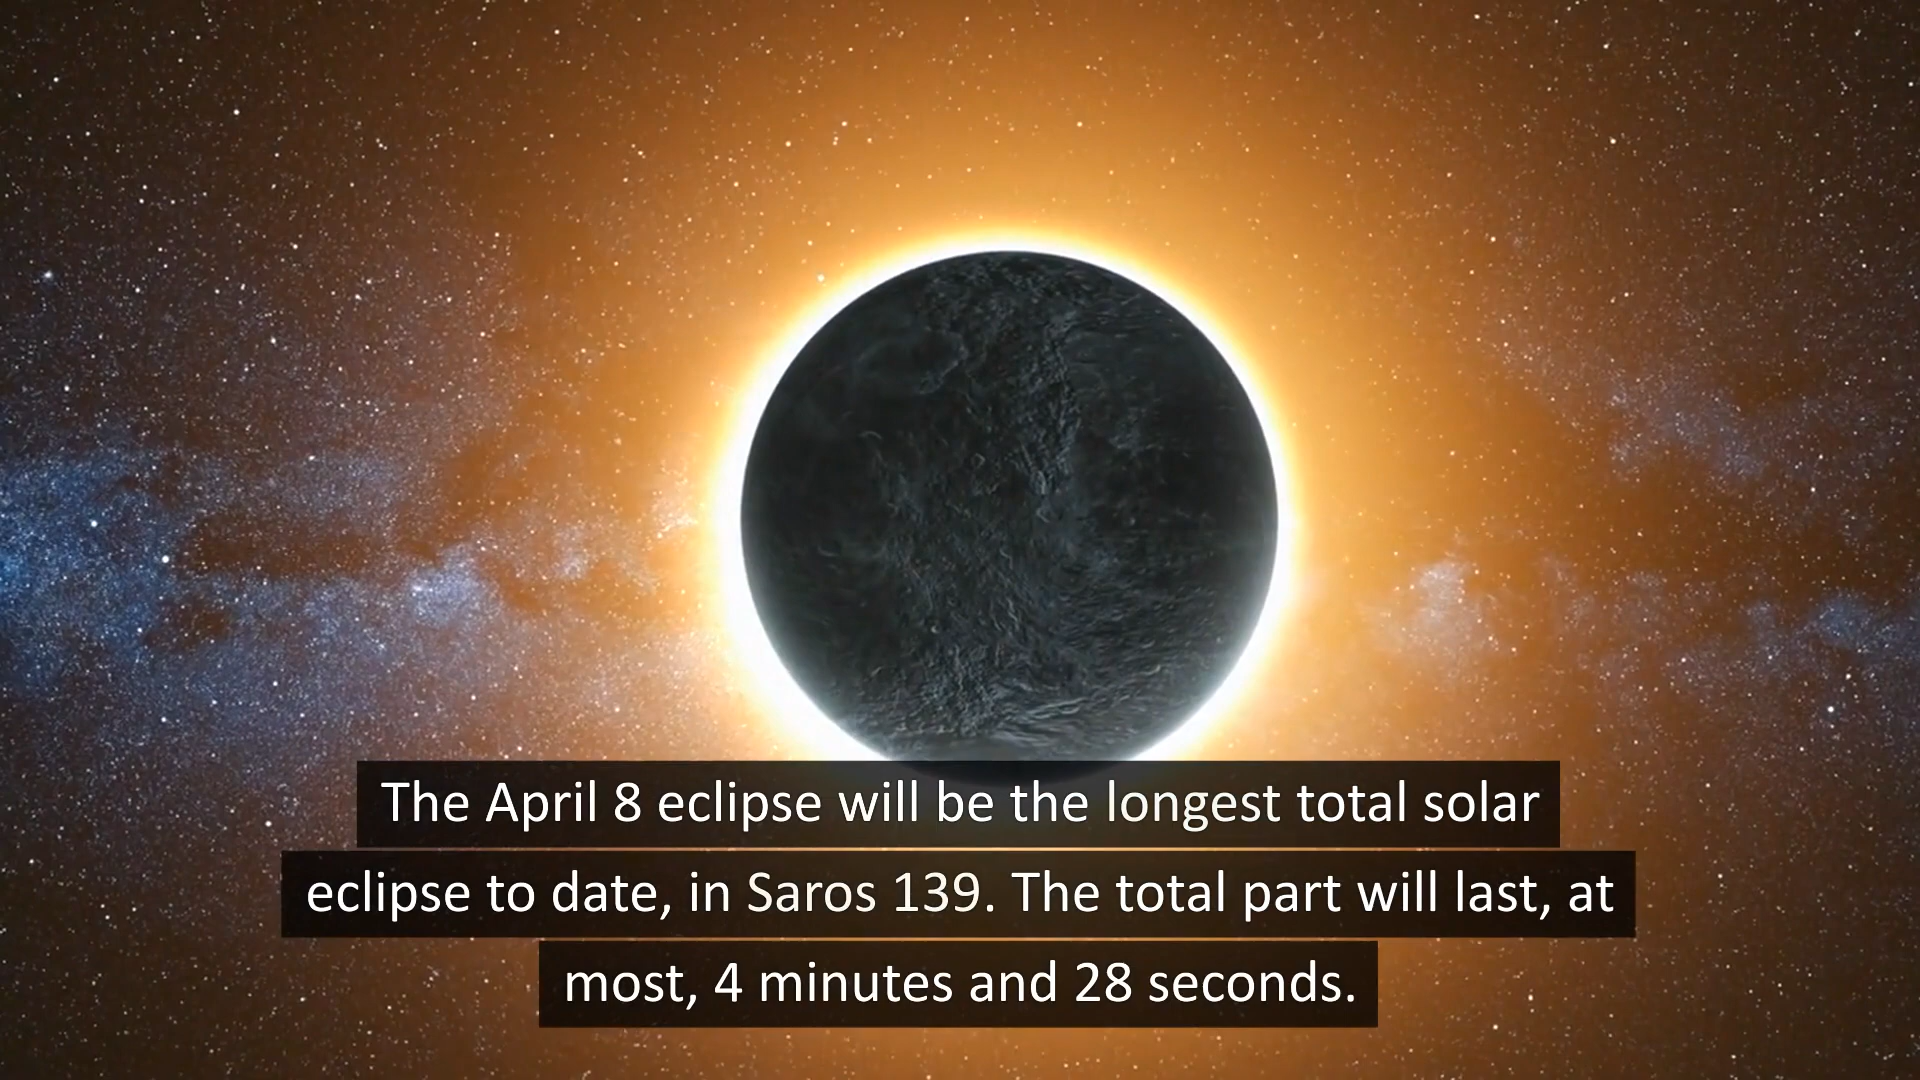 The April 8 eclipse will be the longest total solar
eclipse to date, in Saros 139. The total part will last, at
most, 4 minutes and 28 seconds.